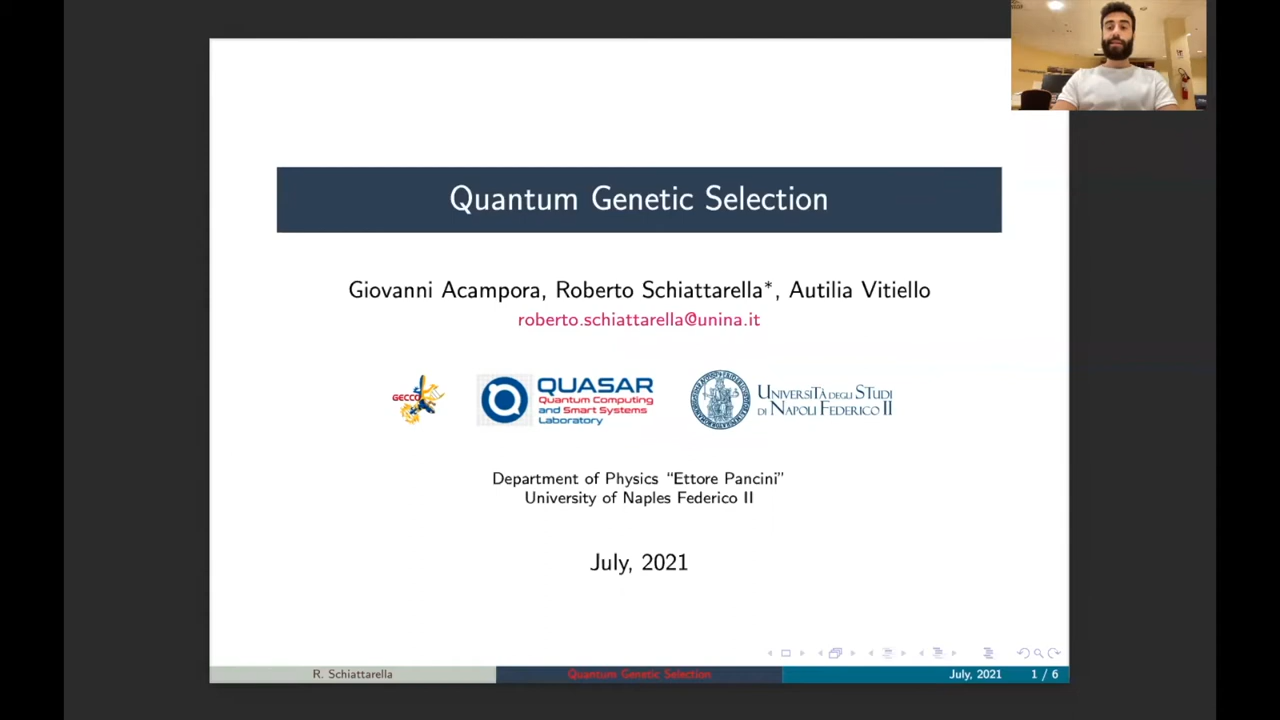 Quantum Genetic Selection
Giovanni Acampora, Roberto Schiattarella*, Autilia Vitiello
roberto.schiattarella@unina.it
GECCO
QUASAR
Quantum Computing
and Smart Systems
Laboratory
UNIVERSITÀ DEGLI STUDI
DI NAPOLI FEDERICO II
Department of Physics “Ettore Pancini”
University of Naples Federico II
July, 2021
R. Schiattarella
Quantum Genetic Selection
July, 2021
1 / 6